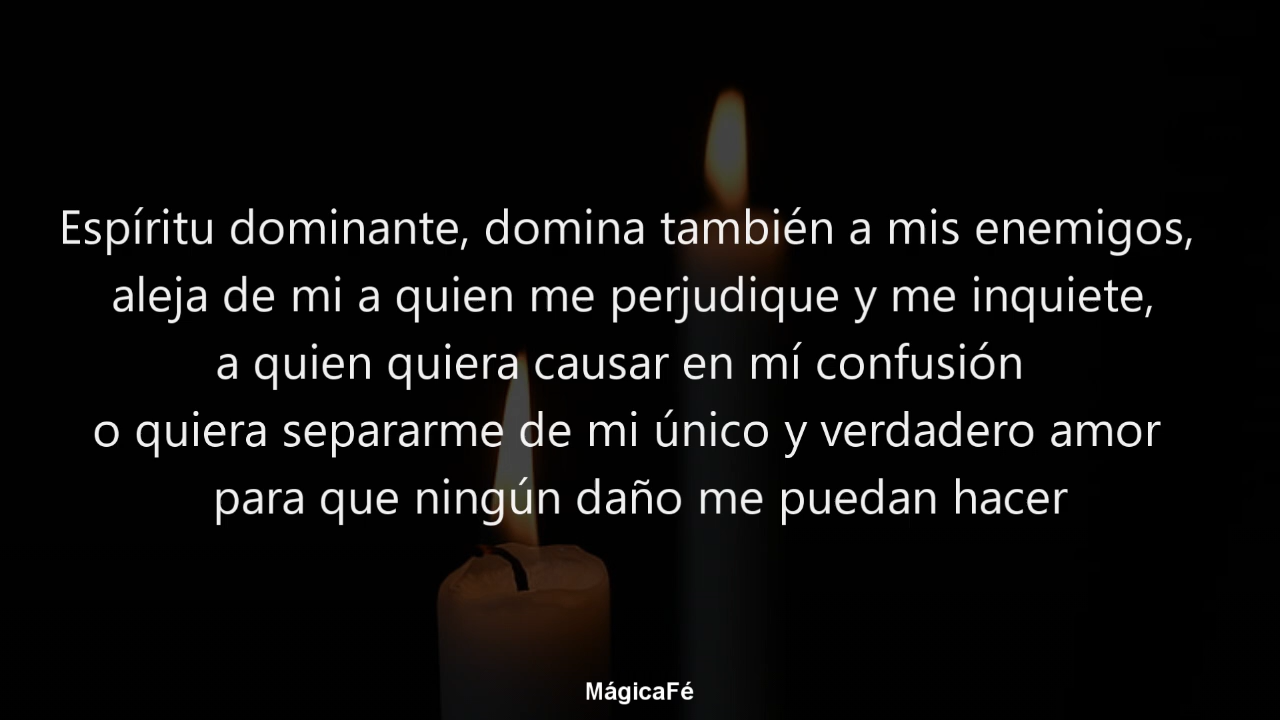 Espíritu dominante, domina también a mis enemigos,
aleja de mi a quien me perjudique y me inquiete,
a quien quiera causar en mí confusión
o quiera separarme de mi único y verdadero amor
para que ningún daño me puedan hacer
MágicaFé